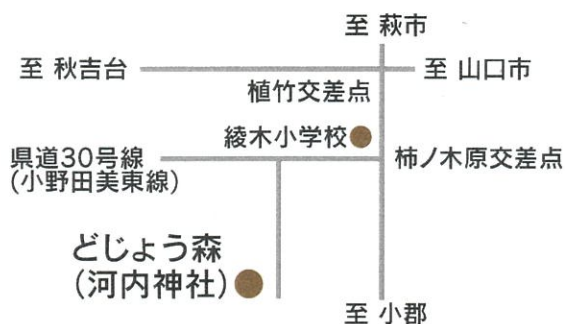 至 萩市
至 秋吉台
至 山口市
植竹交差点
綾木小学校
県道30号線
(小野田美東線)
柿ノ木原交差点
どじょう森
(河内神社)
至 小郡